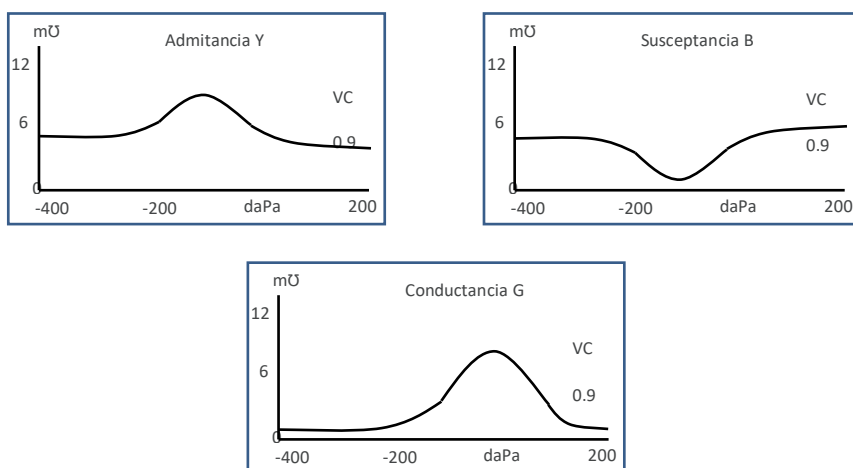 m℧
Admitancia Y
12
VC
6
0.9
0
-400 -200 daPa 200
m℧
Susceptancia B
12
VC
6
0.9
0
-400 -200 daPa 200
m℧
Conductancia G
12
VC
6
0.9
0
-400 -200 daPa 200